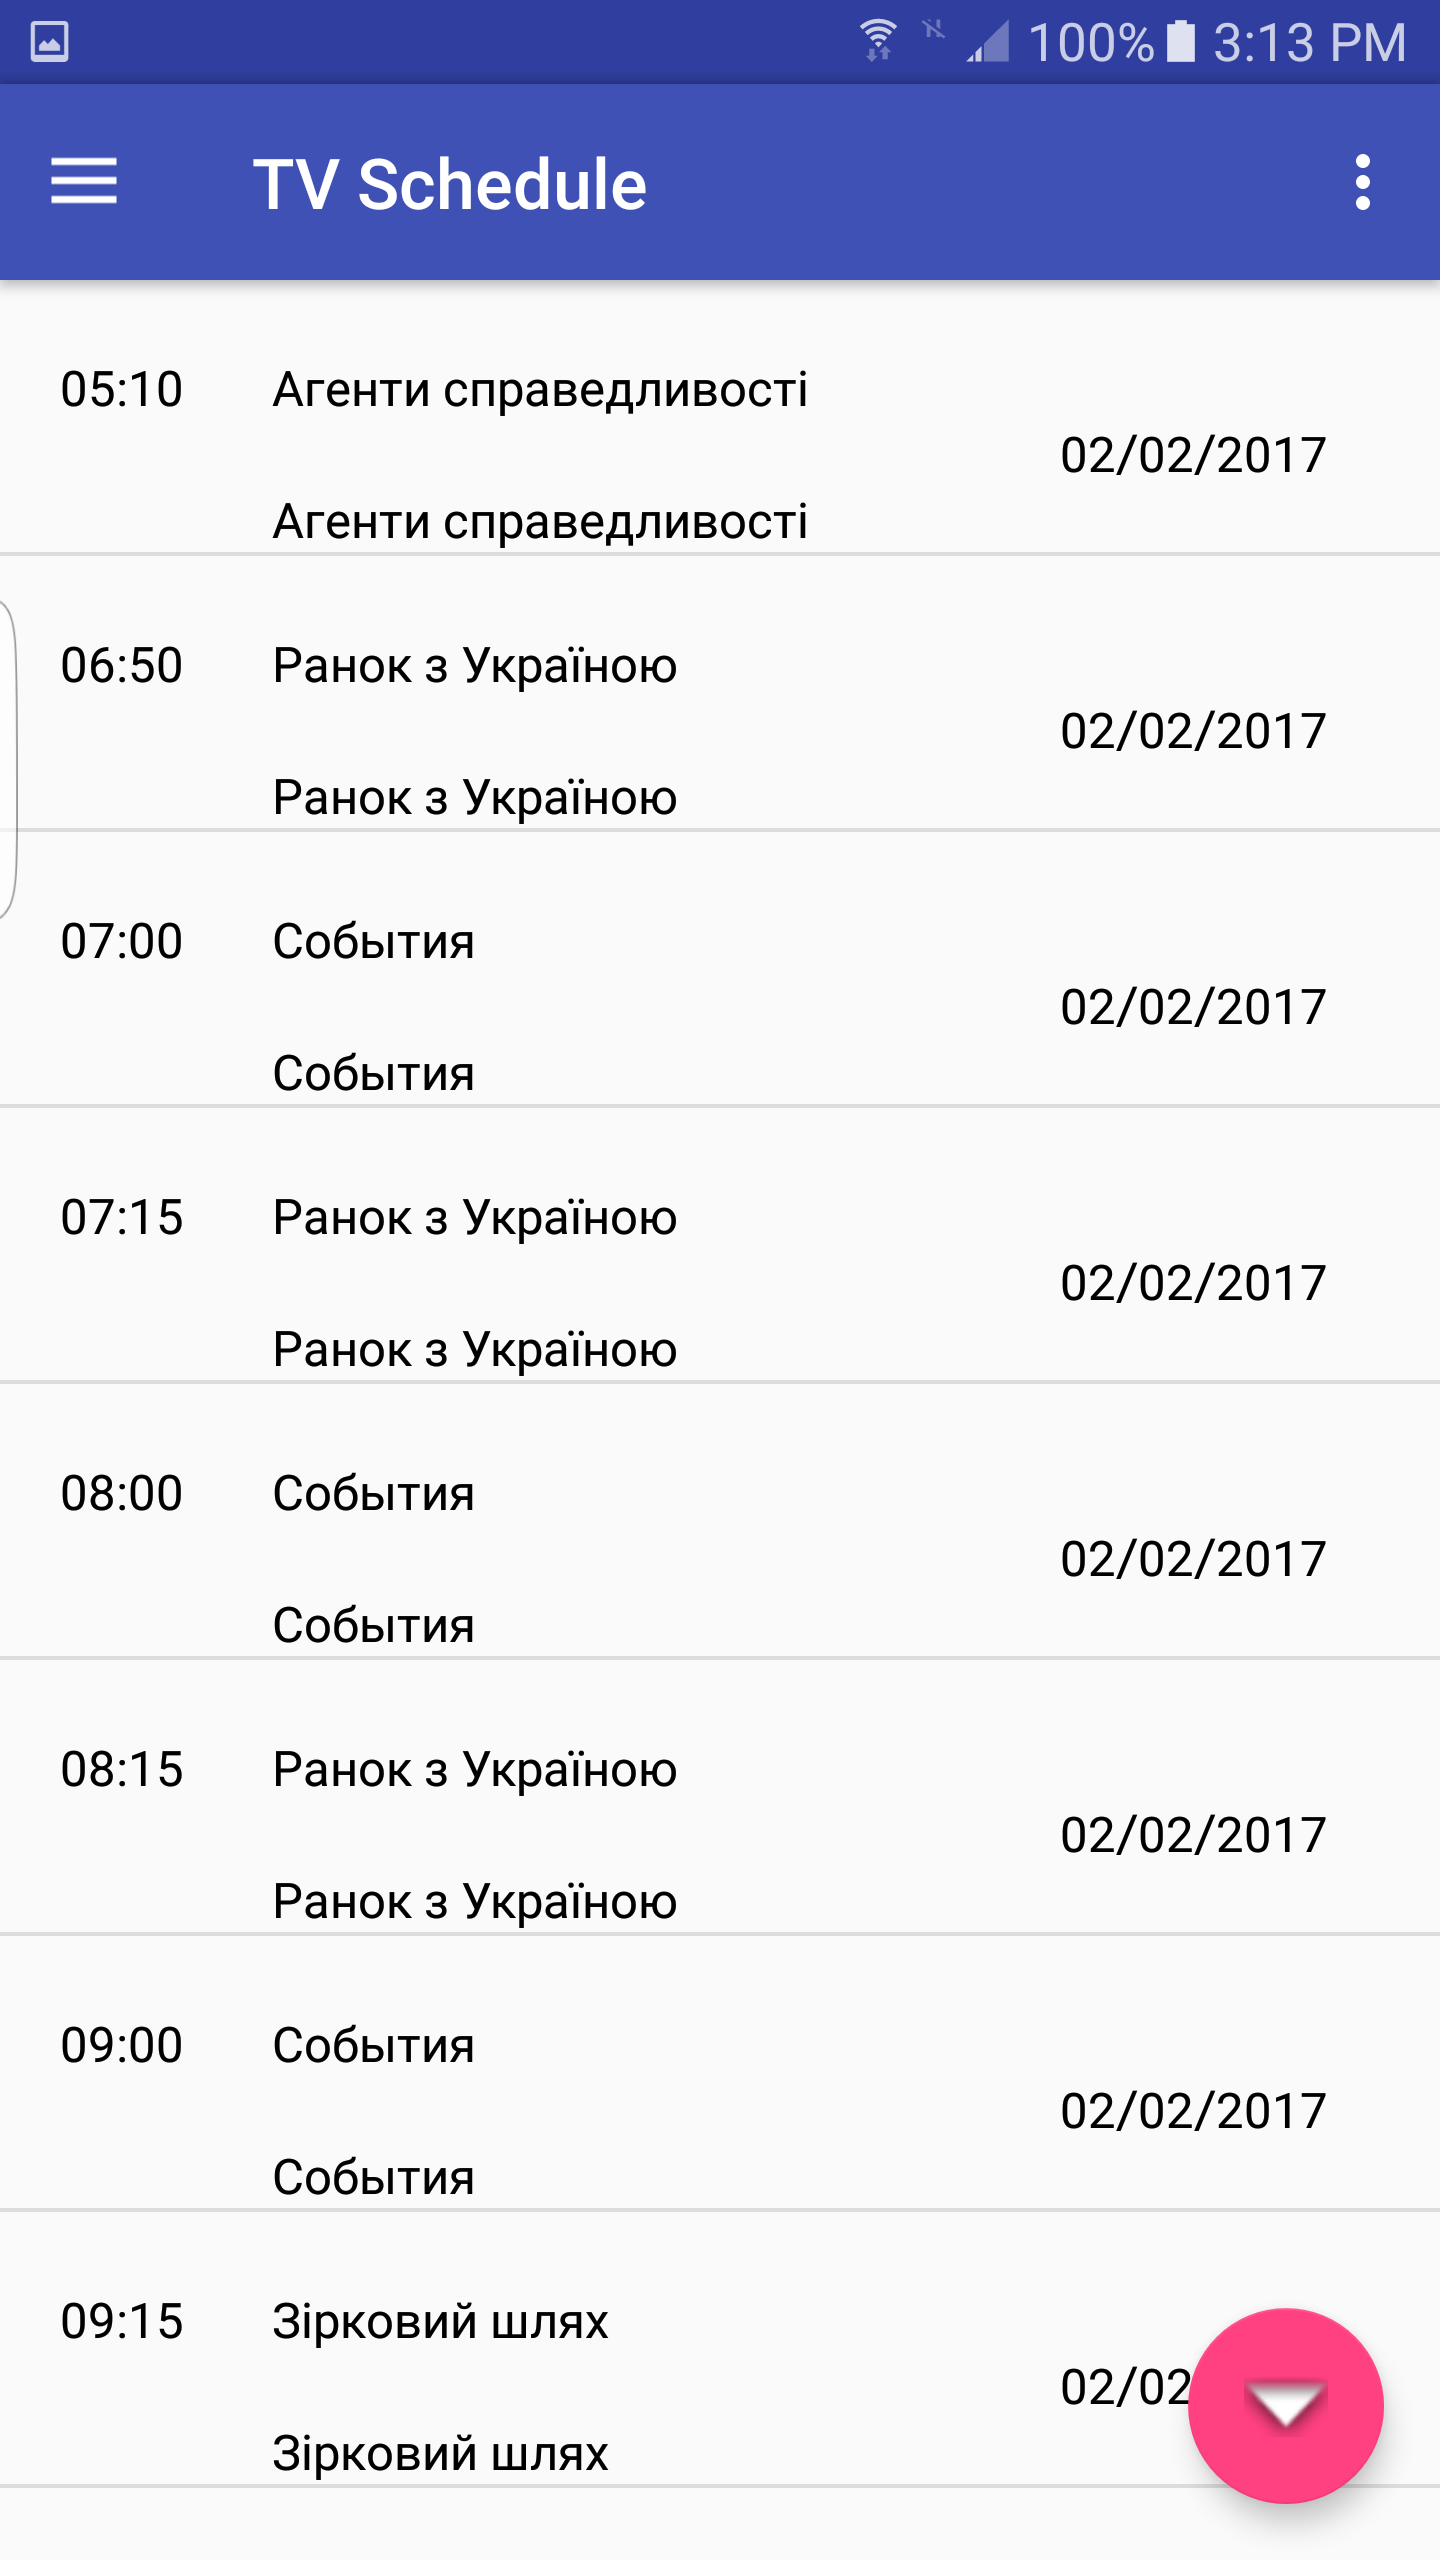 100% 3:13 PM
TV Schedule
05:10 Агенти справедливості
02/02/2017
Агенти справедливості
06:50 Ранок з Україною
02/02/2017
Ранок з Україною
07:00 События
02/02/2017
События
07:15 Ранок з Україною
02/02/2017
Ранок з Україною
08:00 События
02/02/2017
События
08:15 Ранок з Україною
02/02/2017
Ранок з Україною
09:00 События
02/02/2017
События
09:15 Зірковий шлях
02/02
Зірковий шлях